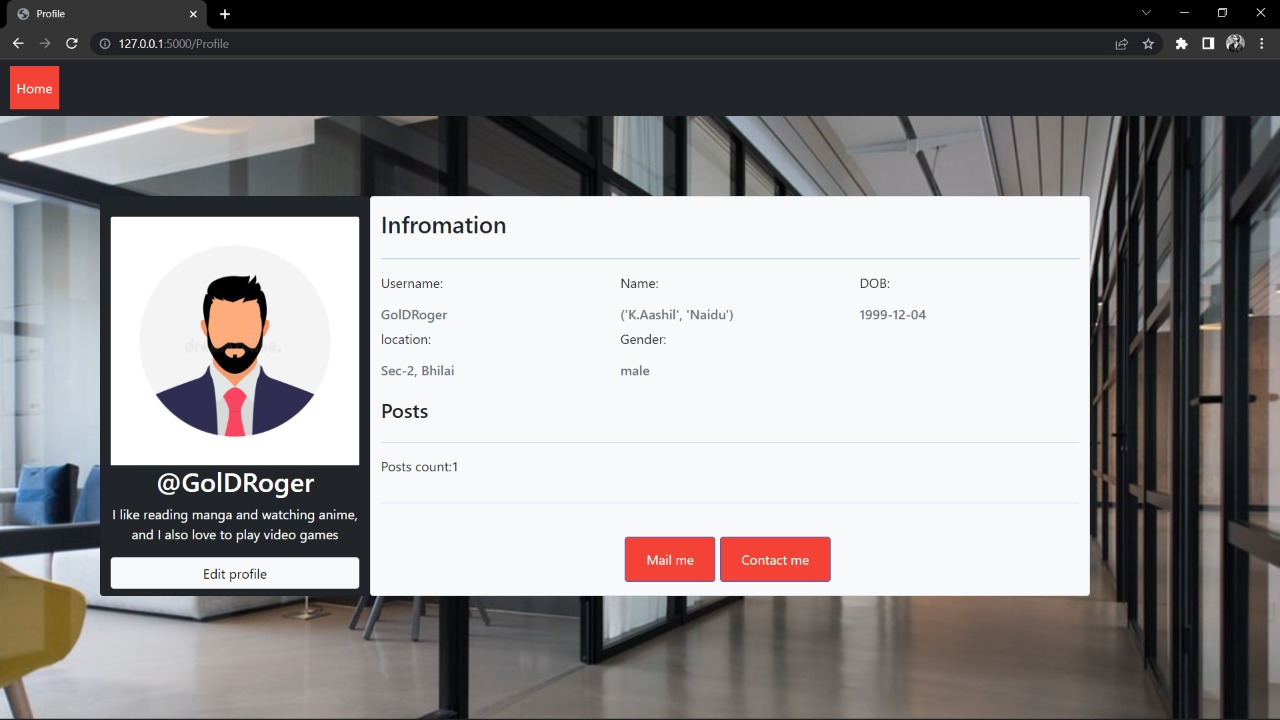 Profile
127.0.0.1:5000/Profile
Home
@GolDRoger
I like reading manga and watching anime,
and I also love to play video games
Edit profile
Infromation
Username: Name: DOB:
GolDRoger ('K.Aashil', 'Naidu') 1999-12-04
location: Gender:
Sec-2, Bhilai male
Posts
Posts count:1
Mail me Contact me